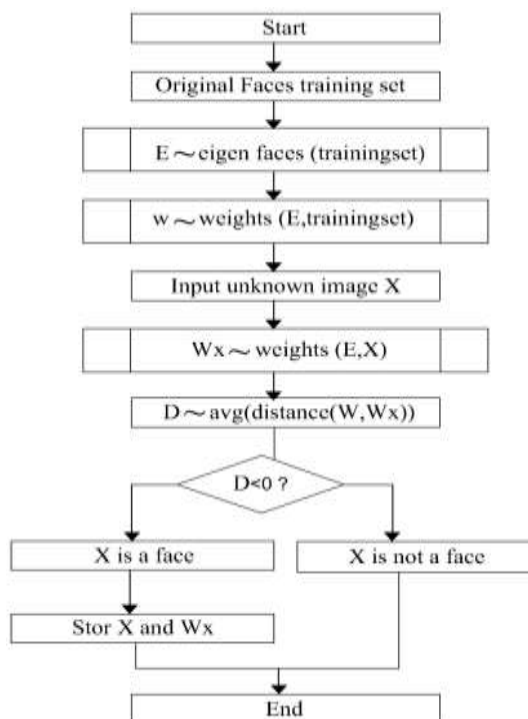 Start
Original Faces training set
E ~ eigen faces (trainingset)
w ~ weights (E,trainingset)
Input unknown image X
Wx ~ weights (E,X)
D ~ avg(distance(W,Wx))
D<0 ?
X is a face
X is not a face
Stor X and Wx
End